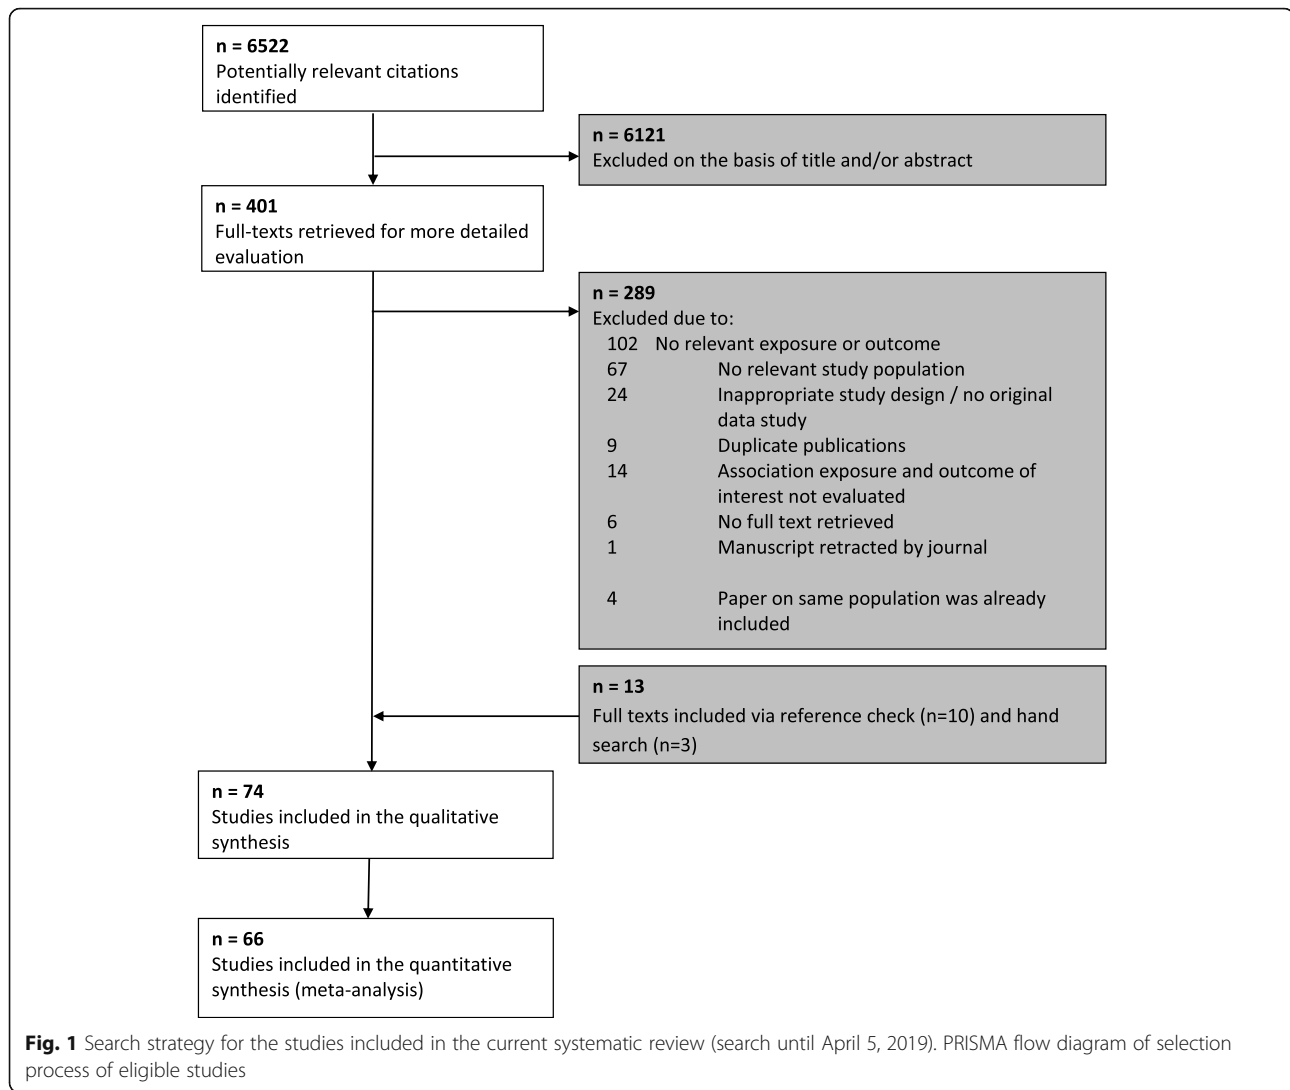 n = 6522
Potentially relevant citations
identified
n = 6121
Excluded on the basis of title and/or abstract
n = 401
Full-texts retrieved for more detailed
evaluation
n = 289
Excluded due to:
102 No relevant exposure or outcome
67 No relevant study population
24 Inappropriate study design / no original
data study
9 Duplicate publications
14 Association exposure and outcome of
interest not evaluated
6 No full text retrieved
1 Manuscript retracted by journal
4 Paper on same population was already
included
n = 13
Full texts included via reference check (n=10) and hand
search (n=3)
n = 74
Studies included in the qualitative
synthesis
n = 66
Studies included in the quantitative
synthesis (meta-analysis)
Fig. 1 Search strategy for the studies included in the current systematic review (search until April 5, 2019). PRISMA flow diagram of selection
process of eligible studies